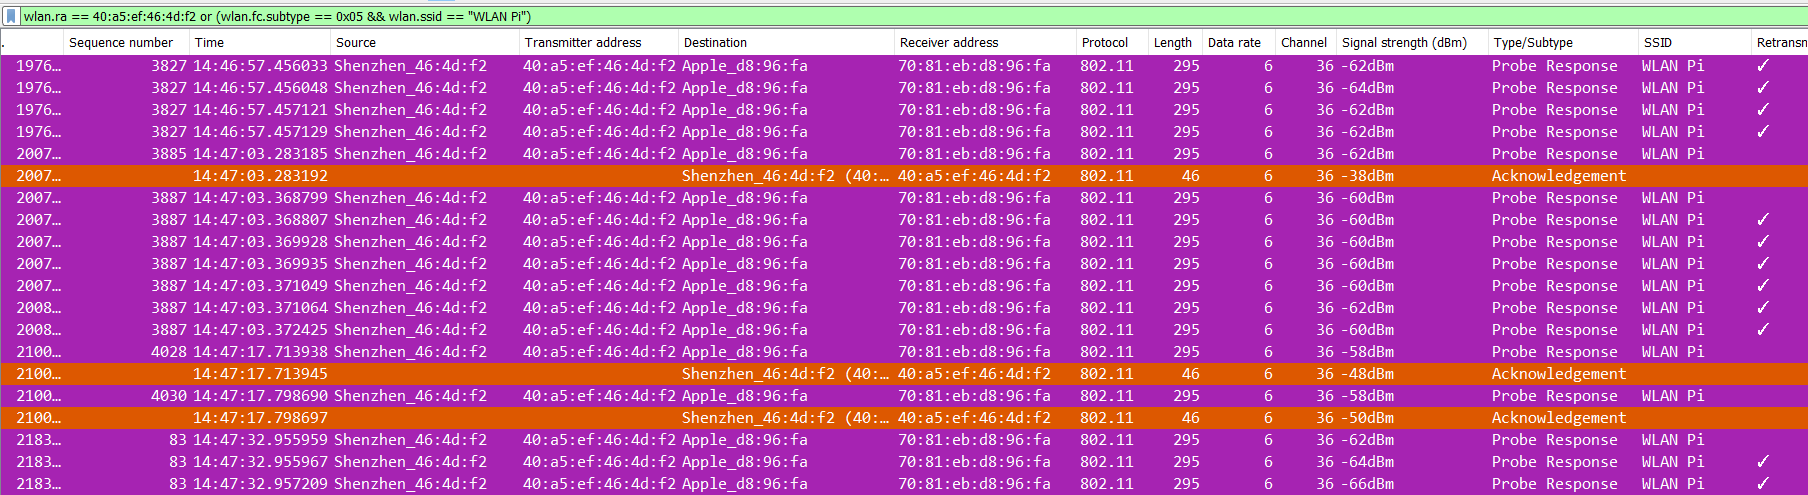 wlan.ra == 40:a5:ef:46:4d:f2 or (wlan.fc.subtype == 0x05 && wlan.ssid == "WLAN Pi")
. Sequence number Time Source Transmitter address Destination Receiver address Protocol Length Data rate Channel Signal strength (dBm) Type/Subtype SSID Retransn
1976… 3827 14:46:57.456033 Shenzhen_46:4d:f2 40:a5:ef:46:4d:f2 Apple_d8:96:fa 70:81:eb:d8:96:fa 802.11 295 6 36 -62dBm Probe Response WLAN Pi ✓
1976… 3827 14:46:57.456048 Shenzhen_46:4d:f2 40:a5:ef:46:4d:f2 Apple_d8:96:fa 70:81:eb:d8:96:fa 802.11 295 6 36 -64dBm Probe Response WLAN Pi ✓
1976… 3827 14:46:57.457121 Shenzhen_46:4d:f2 40:a5:ef:46:4d:f2 Apple_d8:96:fa 70:81:eb:d8:96:fa 802.11 295 6 36 -62dBm Probe Response WLAN Pi ✓
1976… 3827 14:46:57.457129 Shenzhen_46:4d:f2 40:a5:ef:46:4d:f2 Apple_d8:96:fa 70:81:eb:d8:96:fa 802.11 295 6 36 -62dBm Probe Response WLAN Pi ✓
2007… 3885 14:47:03.283185 Shenzhen_46:4d:f2 40:a5:ef:46:4d:f2 Apple_d8:96:fa 70:81:eb:d8:96:fa 802.11 295 6 36 -62dBm Probe Response WLAN Pi
2007… 14:47:03.283192 Shenzhen_46:4d:f2 (40:… 40:a5:ef:46:4d:f2 802.11 46 6 36 -38dBm Acknowledgement
2007… 3887 14:47:03.368799 Shenzhen_46:4d:f2 40:a5:ef:46:4d:f2 Apple_d8:96:fa 70:81:eb:d8:96:fa 802.11 295 6 36 -60dBm Probe Response WLAN Pi
2007… 3887 14:47:03.368807 Shenzhen_46:4d:f2 40:a5:ef:46:4d:f2 Apple_d8:96:fa 70:81:eb:d8:96:fa 802.11 295 6 36 -60dBm Probe Response WLAN Pi ✓
2007… 3887 14:47:03.369928 Shenzhen_46:4d:f2 40:a5:ef:46:4d:f2 Apple_d8:96:fa 70:81:eb:d8:96:fa 802.11 295 6 36 -60dBm Probe Response WLAN Pi ✓
2007… 3887 14:47:03.369935 Shenzhen_46:4d:f2 40:a5:ef:46:4d:f2 Apple_d8:96:fa 70:81:eb:d8:96:fa 802.11 295 6 36 -60dBm Probe Response WLAN Pi ✓
2007… 3887 14:47:03.371049 Shenzhen_46:4d:f2 40:a5:ef:46:4d:f2 Apple_d8:96:fa 70:81:eb:d8:96:fa 802.11 295 6 36 -60dBm Probe Response WLAN Pi ✓
2008… 3887 14:47:03.371064 Shenzhen_46:4d:f2 40:a5:ef:46:4d:f2 Apple_d8:96:fa 70:81:eb:d8:96:fa 802.11 295 6 36 -62dBm Probe Response WLAN Pi ✓
2008… 3887 14:47:03.372425 Shenzhen_46:4d:f2 40:a5:ef:46:4d:f2 Apple_d8:96:fa 70:81:eb:d8:96:fa 802.11 295 6 36 -60dBm Probe Response WLAN Pi ✓
2100… 4028 14:47:17.713938 Shenzhen_46:4d:f2 40:a5:ef:46:4d:f2 Apple_d8:96:fa 70:81:eb:d8:96:fa 802.11 295 6 36 -58dBm Probe Response WLAN Pi
2100… 14:47:17.713945 Shenzhen_46:4d:f2 (40:… 40:a5:ef:46:4d:f2 802.11 46 6 36 -48dBm Acknowledgement
2100… 4030 14:47:17.798690 Shenzhen_46:4d:f2 40:a5:ef:46:4d:f2 Apple_d8:96:fa 70:81:eb:d8:96:fa 802.11 295 6 36 -58dBm Probe Response WLAN Pi
2100… 14:47:17.798697 Shenzhen_46:4d:f2 (40:… 40:a5:ef:46:4d:f2 802.11 46 6 36 -50dBm Acknowledgement
2183… 83 14:47:32.955959 Shenzhen_46:4d:f2 40:a5:ef:46:4d:f2 Apple_d8:96:fa 70:81:eb:d8:96:fa 802.11 295 6 36 -62dBm Probe Response WLAN Pi
2183… 83 14:47:32.955967 Shenzhen_46:4d:f2 40:a5:ef:46:4d:f2 Apple_d8:96:fa 70:81:eb:d8:96:fa 802.11 295 6 36 -64dBm Probe Response WLAN Pi ✓
2183… 83 14:47:32.957209 Shenzhen_46:4d:f2 40:a5:ef:46:4d:f2 Apple_d8:96:fa 70:81:eb:d8:96:fa 802.11 295 6 36 -66dBm Probe Response WLAN Pi ✓